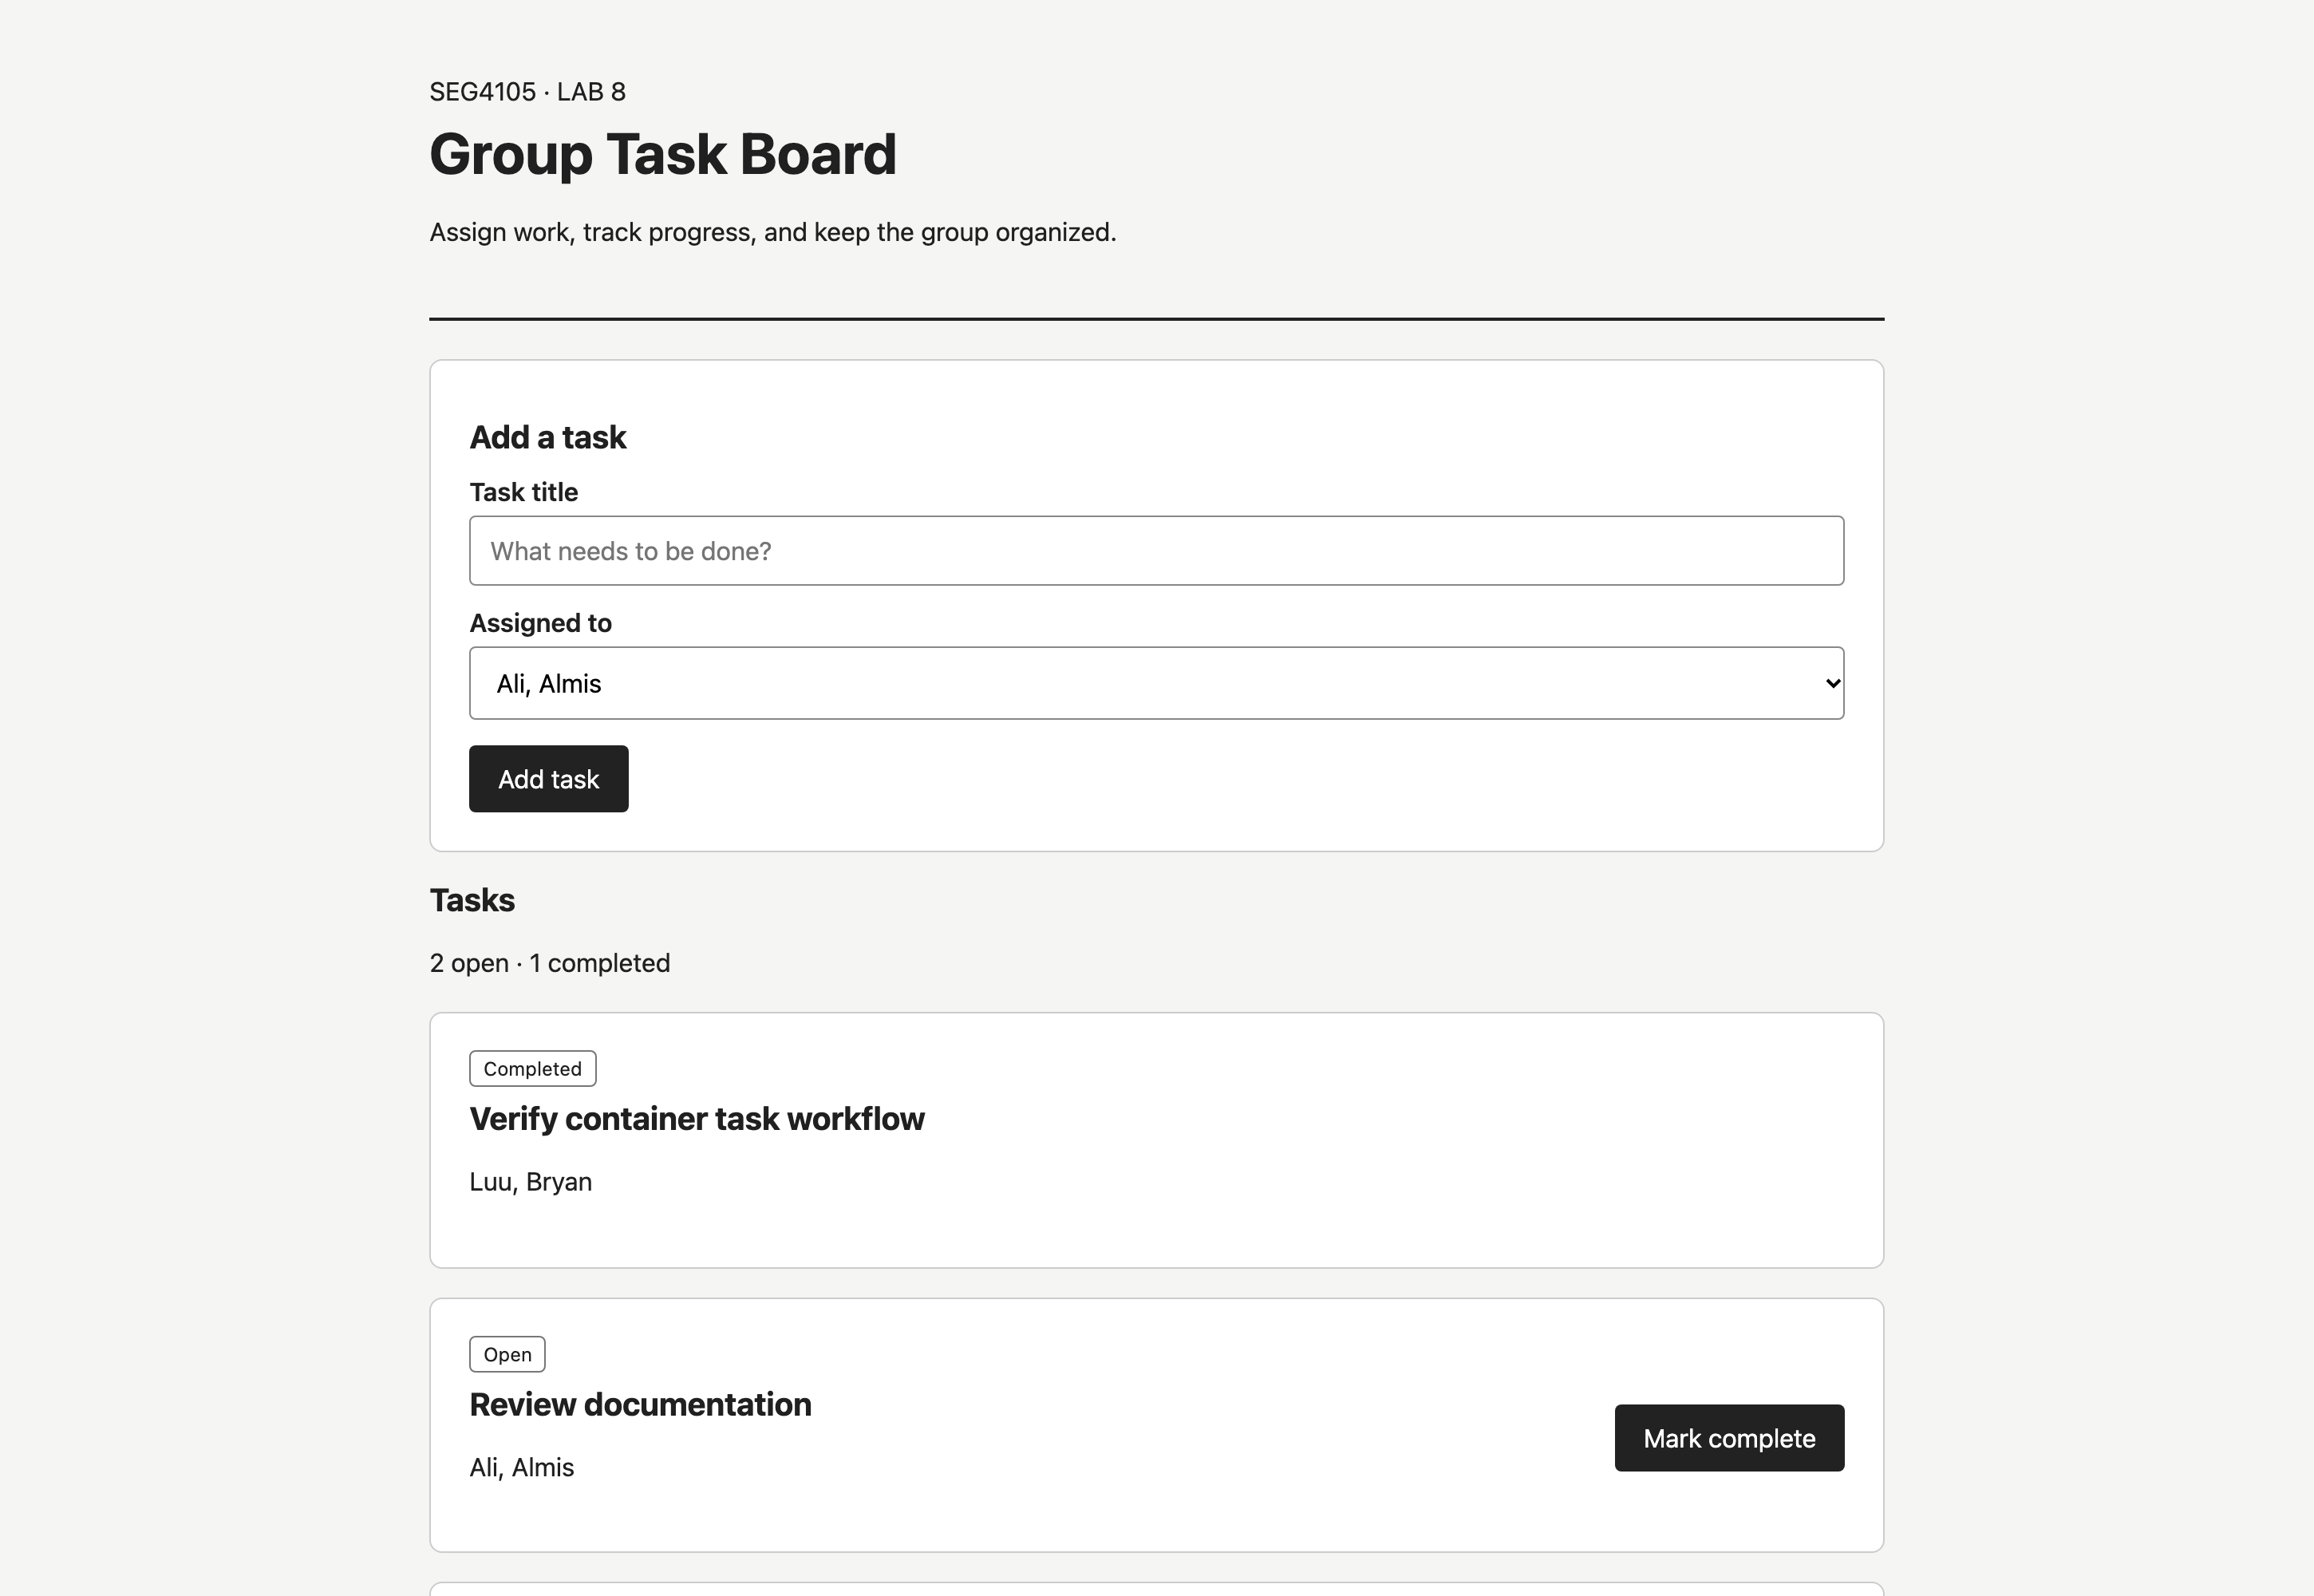 SEG4105 · LAB 8
Group Task Board
Assign work, track progress, and keep the group organized.
Add a task
Task title
What needs to be done?
Assigned to
Ali, Almis
Add task
Tasks
2 open · 1 completed
Completed
Verify container task workflow
Luu, Bryan
Open
Review documentation
Mark complete
Ali, Almis